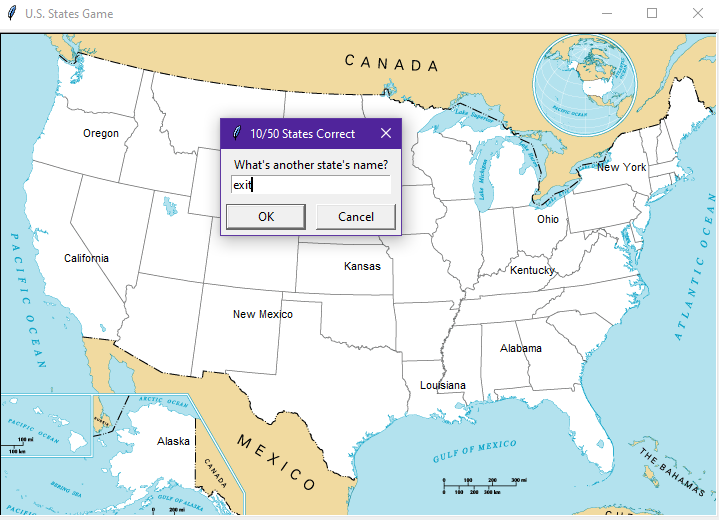 U.S. States Game
CANADA
10/50 States Correct
What's another state's name?
exit
OK
Cancel
Lake Superior
Lake Michigan
PACIFIC OCEAN
Oregon
New York
Ohio
California
Kansas
Kentucky
New Mexico
Alabama
Louisiana
Alaska
PACIFIC OCEAN
ATLANTIC OCEAN
ARCTIC OCEAN
PACIFIC OCEAN
RUSSIA
100 mi
100 km
BERING SEA
GULF OF ALASKA
CANADA
0 200 mi
MEXICO
GULF OF MEXICO
0 100 200 300 mi
0 100 200 300 km
THE BAHAMAS
CUBA